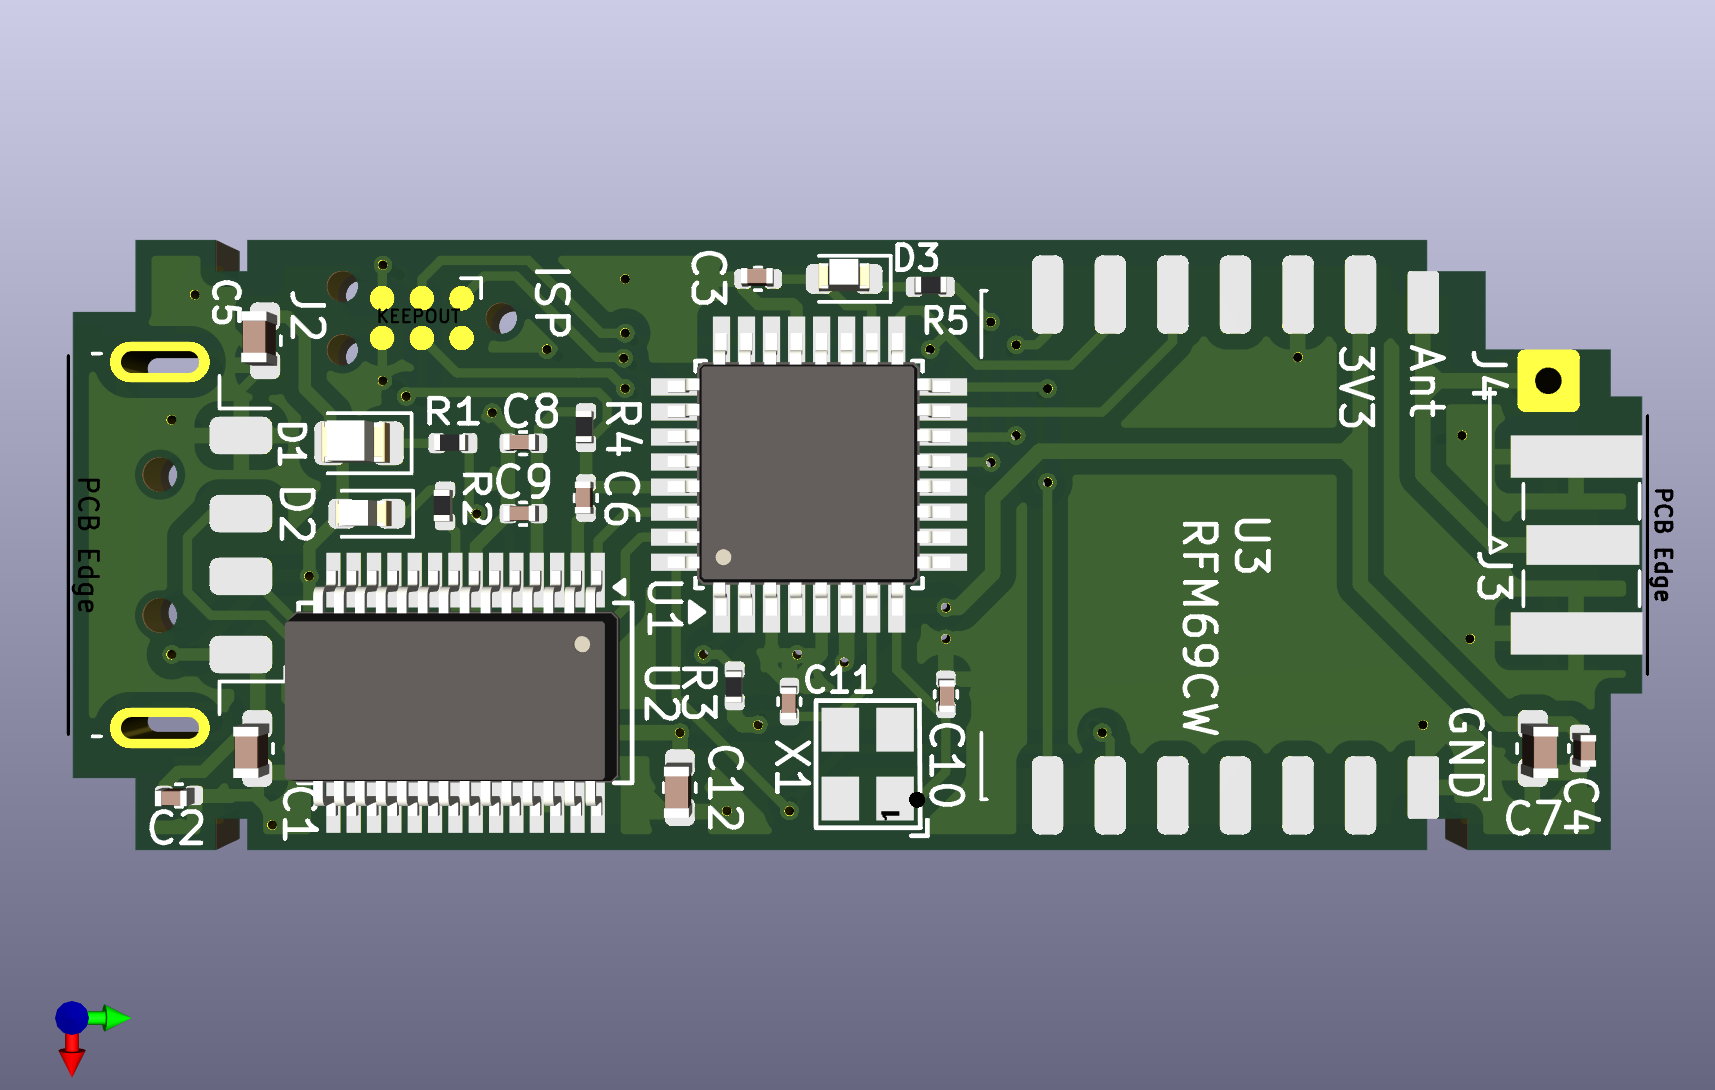 C5
J2
KEEPOUT
ISP
C3
D3
R5
3V3
Ant
J4
D1
R1
C8
R4
D2
R2
C9
C6
PCB Edge
PCB Edge
U3
RFM69CW
J3
U1
U2
R3
C11
X1
1
C10
C12
C1
C2
GND
C7
C4